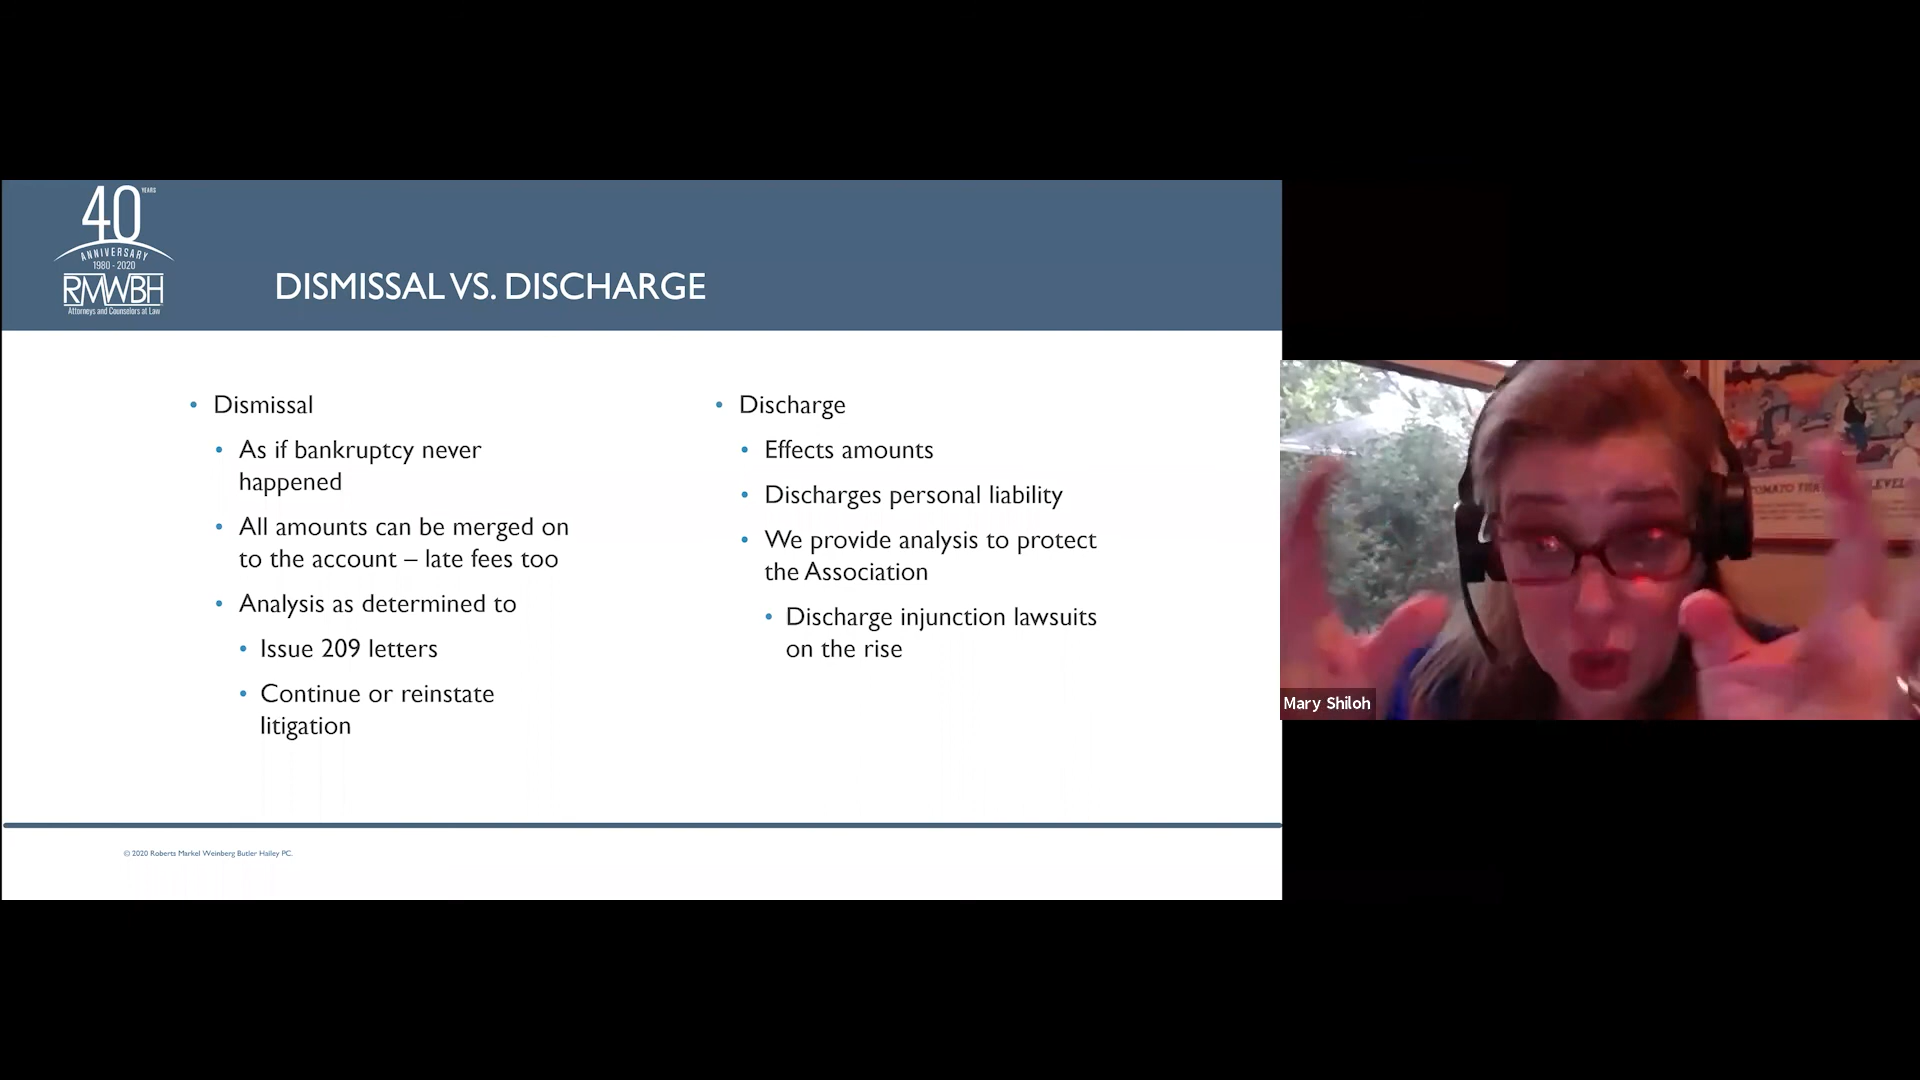 40
YEARS
ANNIVERSARY
1980 - 2020
RMWBH
Attorneys and Counselors at Law
DISMISSAL VS. DISCHARGE
Dismissal
As if bankruptcy never
happened
All amounts can be merged on
to the account – late fees too
Analysis as determined to
Issue 209 letters
Continue or reinstate
litigation
Discharge
Effects amounts
Discharges personal liability
We provide analysis to protect
the Association
Discharge injunction lawsuits
on the rise
© 2020 Roberts Markel Weinberg Butler Hailey PC.
LEVEL
Mary Shiloh